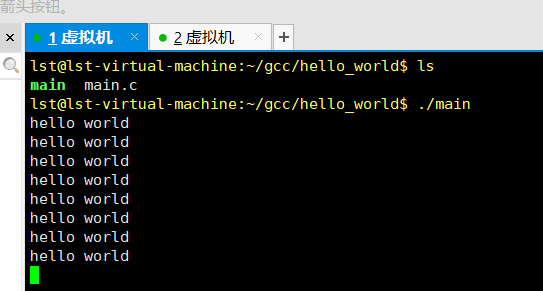 箭头按钮。
1 虚拟机
2 虚拟机
lst@lst-virtual-machine:~/gcc/hello_world$ ls
main  main.c
lst@lst-virtual-machine:~/gcc/hello_world$ ./main
hello world
hello world
hello world
hello world
hello world
hello world
hello world
hello world